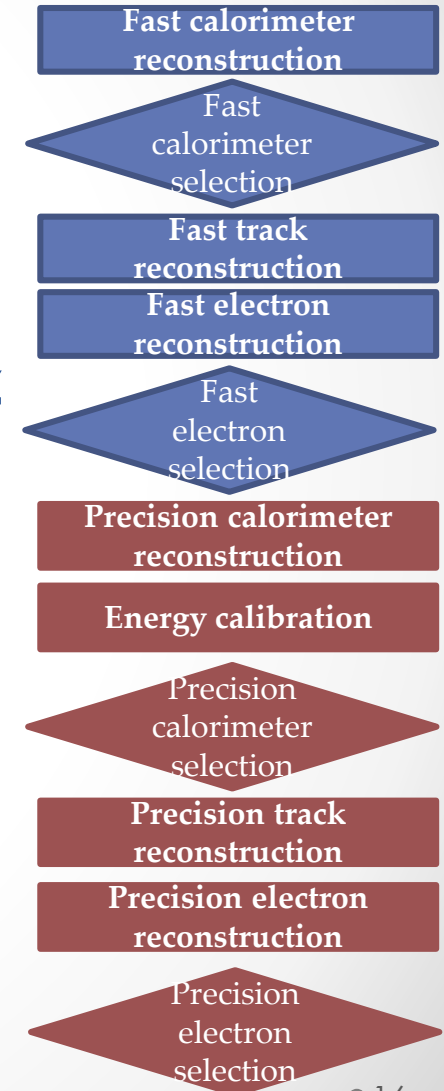 Fast calorimeter
reconstruction
Fast
calorimeter
selection
Fast track
reconstruction
Fast electron
reconstruction
Fast
electron
selection
Precision calorimeter
reconstruction
Energy calibration
Precision
calorimeter
selection
Precision track
reconstruction
Precision electron
reconstruction
Precision
electron
selection